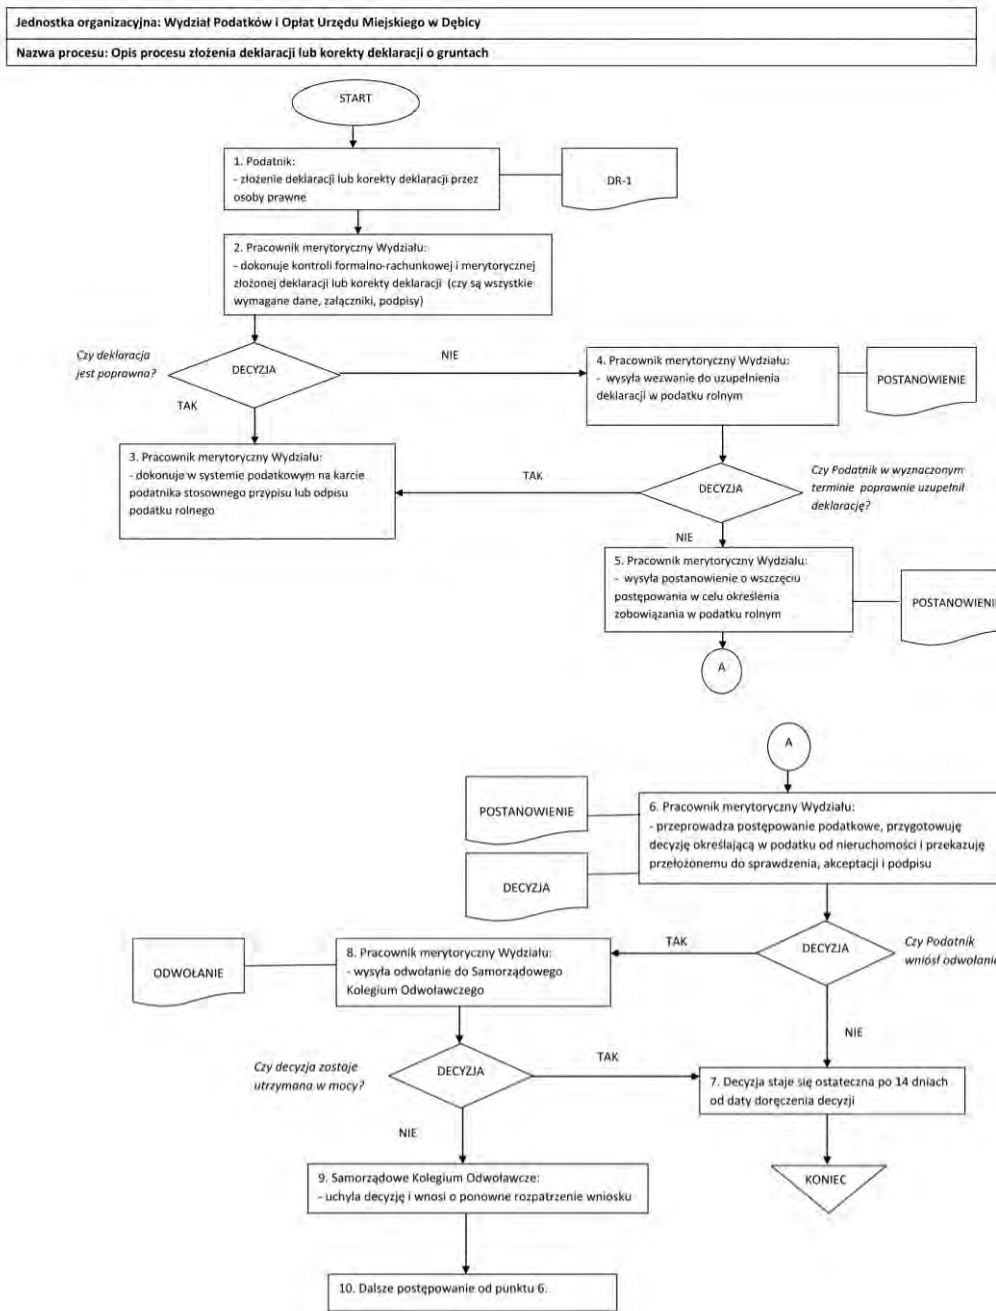 Jednostka organizacyjna: Wydział Podatków i Opłat Urzędu Miejskiego w Dębicy
Nazwa procesu: Opis procesu złożenia deklaracji lub korekty deklaracji o gruntach
START
1. Podatnik:
- złożenie deklaracji lub korekty deklaracji przez
osoby prawne
DR-1
2. Pracownik merytoryczny Wydziału:
- dokonuje kontroli formalno-rachunkowej i merytorycznej
złożonej deklaracji lub korekty deklaracji (czy są wszystkie
wymagane dane, załączniki, podpisy)
Czy deklaracja
jest poprawna?
DECYZJA
NIE
TAK
4. Pracownik merytoryczny Wydziału:
- wysyła wezwanie do uzupełnienia
deklaracji w podatku rolnym
POSTANOWIENIE
3. Pracownik merytoryczny Wydziału:
- dokonuje w systemie podatkowym na karcie
podatnika stosownego przypisu lub odpisu
podatku rolnego
TAK
DECYZJA
Czy Podatnik w wyznaczonym
terminie poprawnie uzupełnił
deklarację?
NIE
5. Pracownik merytoryczny Wydziału:
- wysyła postanowienie o wszczęciu
postępowania w celu określenia
zobowiązania w podatku rolnym
POSTANOWIENIE
A
A
POSTANOWIENIE
6. Pracownik merytoryczny Wydziału:
- przeprowadza postępowanie podatkowe, przygotowuję
decyzję określającą w podatku od nieruchomości i przekazuję
przełożonemu do sprawdzenia, akceptacji i podpisu
DECYZJA
ODWOŁANIE
8. Pracownik merytoryczny Wydziału:
- wysyła odwołanie do Samorządowego
Kolegium Odwoławczego
TAK
DECYZJA
Czy Podatnik
wniósł odwołanie
NIE
Czy decyzja zostaje
utrzymana w mocy?
DECYZJA
TAK
7. Decyzja staje się ostateczna po 14 dniach
od daty doręczenia decyzji
NIE
9. Samorządowe Kolegium Odwoławcze:
- uchyla decyzję i wnosi o ponowne rozpatrzenie wniosku
KONIEC
10. Dalsze postępowanie od punktu 6.